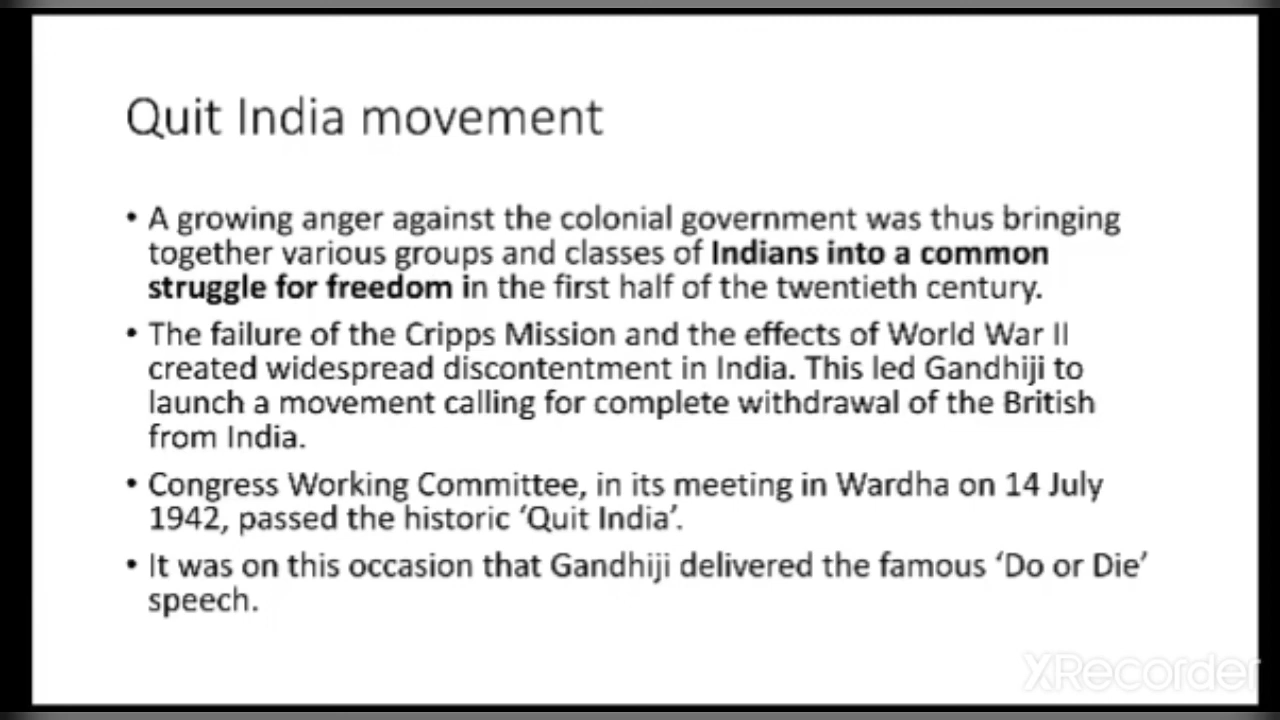 Quit India movement
• A growing anger against the colonial government was thus bringing
together various groups and classes of Indians into a common
struggle for freedom in the first half of the twentieth century.
• The failure of the Cripps Mission and the effects of World War II
created widespread discontentment in India. This led Gandhiji to
launch a movement calling for complete withdrawal of the British
from India.
• Congress Working Committee, in its meeting in Wardha on 14 July
1942, passed the historic ‘Quit India’.
• It was on this occasion that Gandhiji delivered the famous ‘Do or Die’
speech.
XRecorder